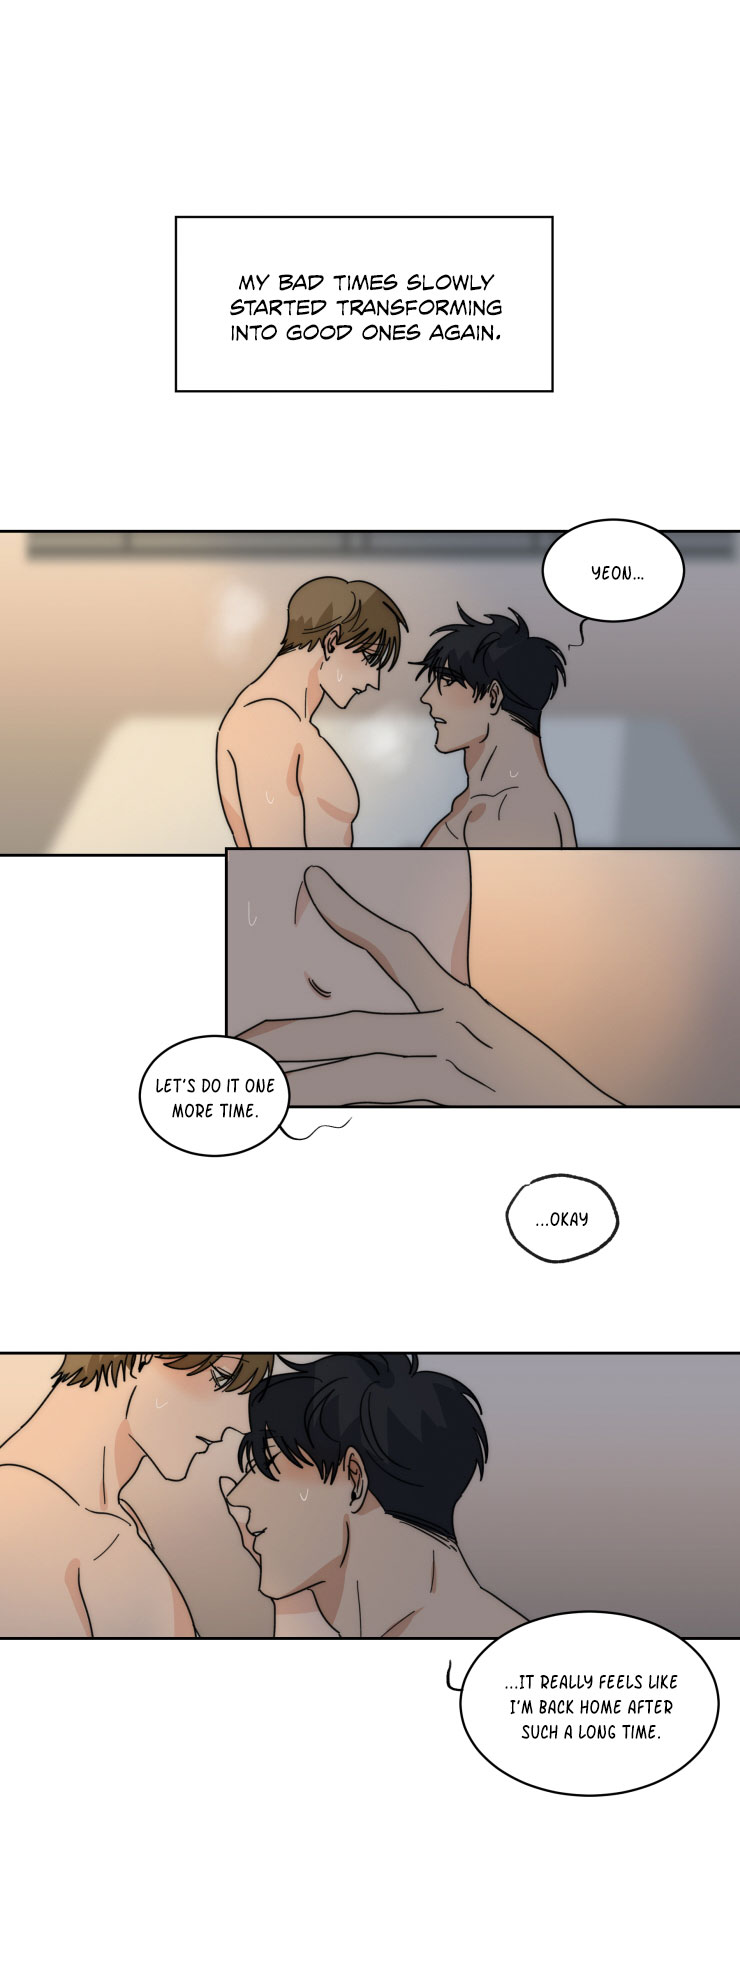 MY BAD TIMES SLOWLY
STARTED TRANSFORMING
INTO GOOD ONES AGAIN.
YEON...
LET'S DO IT ONE
MORE TIME.
...OKAY
...IT REALLY FEELS LIKE
I'M BACK HOME AFTER
SUCH A LONG TIME.